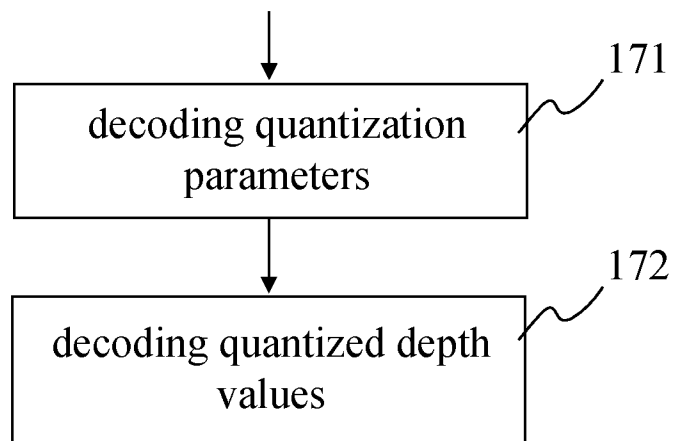 171
decoding quantization
parameters
172
decoding quantized depth
values